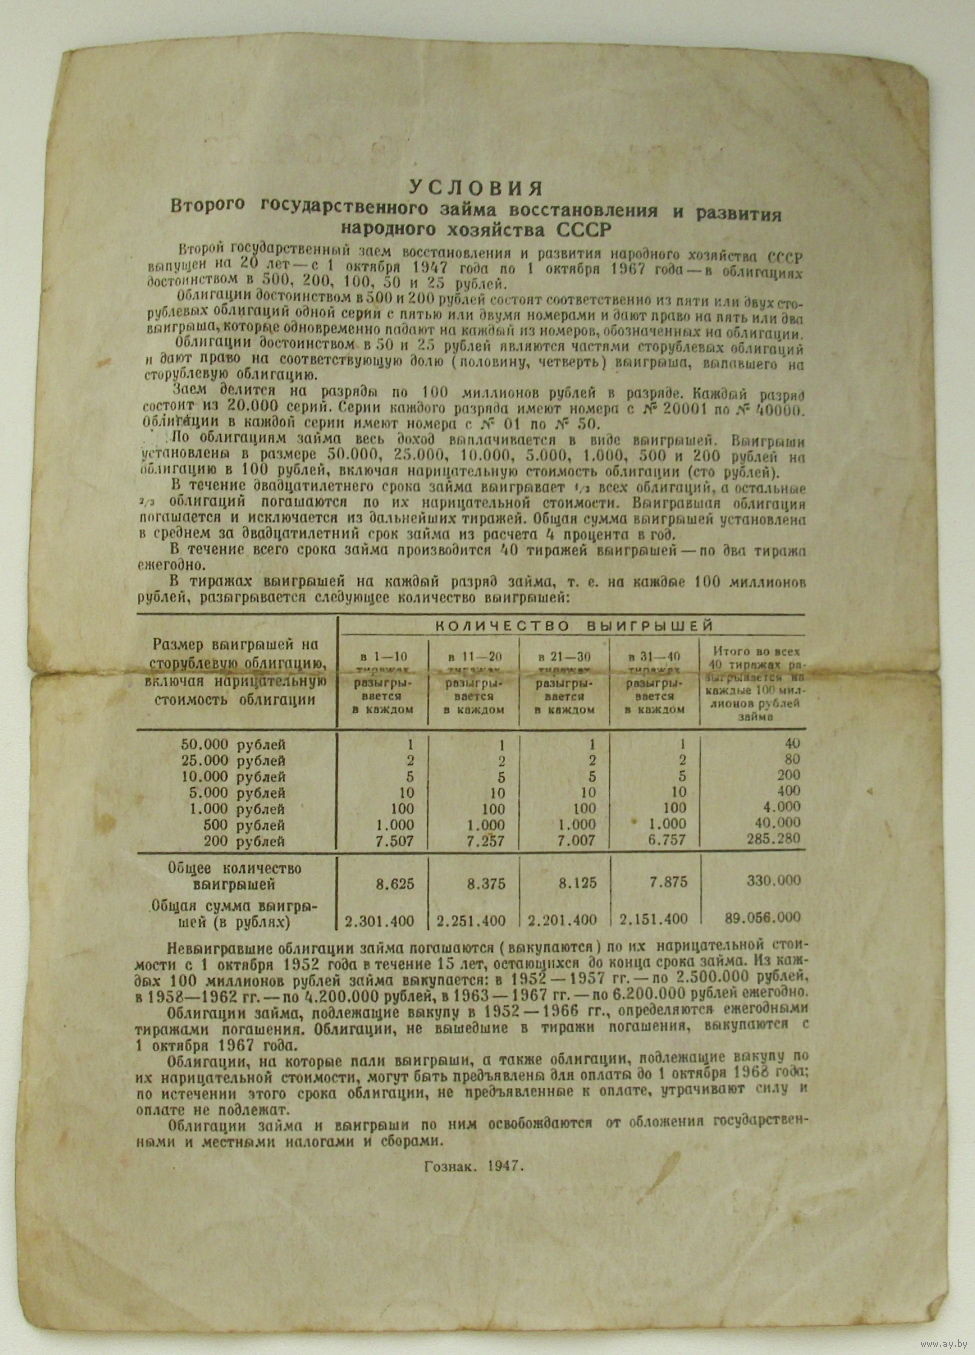 УСЛОВИЯ
Второго государственного займа восстановления и развития
народного хозяйства СССР
Второй государственный заем восстановления и развития народного хозяйства СССР
выпущен на 20 лет — с 1 октября 1947 года по 1 октября 1967 года — в облигациях
достоинством в 500, 200, 100, 50 и 25 рублей.
Облигации достоинством в 500 и 200 рублей состоят соответственно из пяти или двух сто-
рублевых облигаций одной серии с пятью или двумя номерами и дают право на пять или два
выигрыша, которые одновременно падают на каждый из номеров, обозначенных на облигации.
Облигации достоинством в 50 и 25 рублей являются частями сторублевых облигаций
и дают право на соответствующую долю (половину, четверть) выигрыша, выпавшего на
сторублевую облигацию.
Заем делится на разряды по 100 миллионов рублей в разряде. Каждый разряд
состоит из 20.000 серий. Серии каждого разряда имеют номера с № 20001 по № 40000.
Облигации в каждой серии имеют номера с № 01 по № 50.
По облигациям займа весь доход выплачивается в виде выигрышей. Выигрыши
установлены в размере 50.000, 25.000, 10.000, 5.000, 1.000, 500 и 200 рублей на
облигацию в 100 рублей, включая нарицательную стоимость облигации (сто рублей).
В течение двадцатилетнего срока займа выигрывает 1/3 всех облигаций, а остальные
2/3 облигаций погашаются по их нарицательной стоимости. Выигравшая облигация
погашается и исключается из дальнейших тиражей. Общая сумма выигрышей установлена
в среднем за двадцатилетний срок займа из расчета 4 процента в год.
В течение всего срока займа производится 40 тиражей выигрышей — по два тиража
ежегодно.
В тиражах выигрышей на каждый разряд займа, т. е. на каждые 100 миллионов
рублей, разыгрывается следующее количество выигрышей:
Размер выигрышей на
сторублевую облигацию,
включая нарицательную
стоимость облигации
КОЛИЧЕСТВО ВЫИГРЫШЕЙ
в 1—10
тиражах
разыгры-
вается
в каждом
в 11—20
тиражах
разыгры-
вается
в каждом
в 21—30
тиражах
разыгры-
вается
в каждом
в 31—40
тиражах
разыгры-
вается
в каждом
Итого во всех
40 тиражах ра-
зыгрывается на
каждые 100 мил-
лионов рублей
займа
50.000 рублей 1 1 1 1 40
25.000 рублей 2 2 2 2 80
10.000 рублей 5 5 5 5 200
5.000 рублей 10 10 10 10 400
1.000 рублей 100 100 100 100 4.000
500 рублей 1.000 1.000 1.000 1.000 40.000
200 рублей 7.507 7.257 7.007 6.757 285.280
Общее количество
выигрышей 8.625 8.375 8.125 7.875 330.000
Общая сумма выигры-
шей (в рублях) 2.301.400 2.251.400 2.201.400 2.151.400 89.056.000
Невыигравшие облигации займа погашаются (выкупаются) по их нарицательной стои-
мости с 1 октября 1952 года в течение 15 лет, остающихся до конца срока займа. Из каж-
дых 100 миллионов рублей займа выкупается: в 1952 — 1957 гг. — по 2.500.000 рублей,
в 1958—1962 гг. — по 4.200.000 рублей, в 1963 — 1967 гг. — по 6.200.000 рублей ежегодно.
Облигации займа, подлежащие выкупу в 1952 — 1966 гг., определяются ежегодными
тиражами погашения. Облигации, не вышедшие в тиражи погашения, выкупаются с
1 октября 1967 года.
Облигации, на которые пали выигрыши, а также облигации, подлежащие выкупу по
их нарицательной стоимости, могут быть предъявлены для оплаты до 1 октября 1968 года;
по истечении этого срока облигации, не предъявленные к оплате, утрачивают силу и
оплате не подлежат.
Облигации займа и выигрыши по ним освобождаются от обложения государствен-
ными и местными налогами и сборами.
Гознак. 1947.
www.ay.by